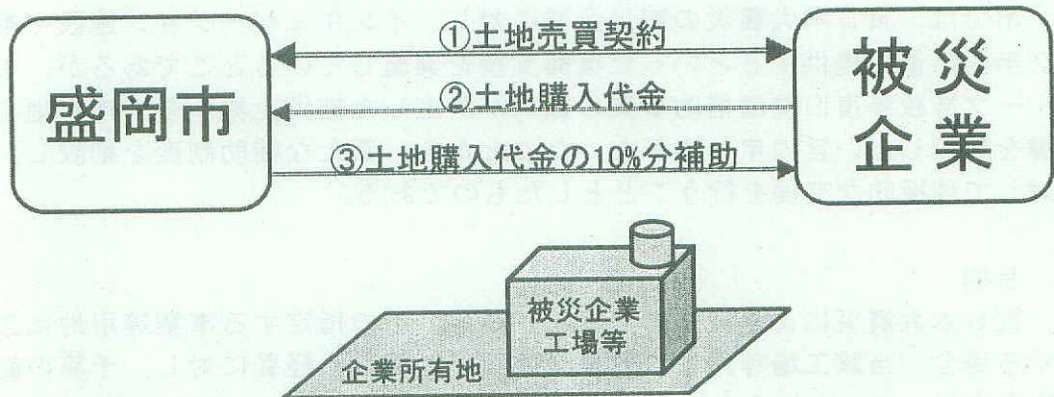 盛岡市
①土地売買契約
②土地購入代金
③土地購入代金の10%分補助
被災
企業
被災企業
工場等
企業所有地